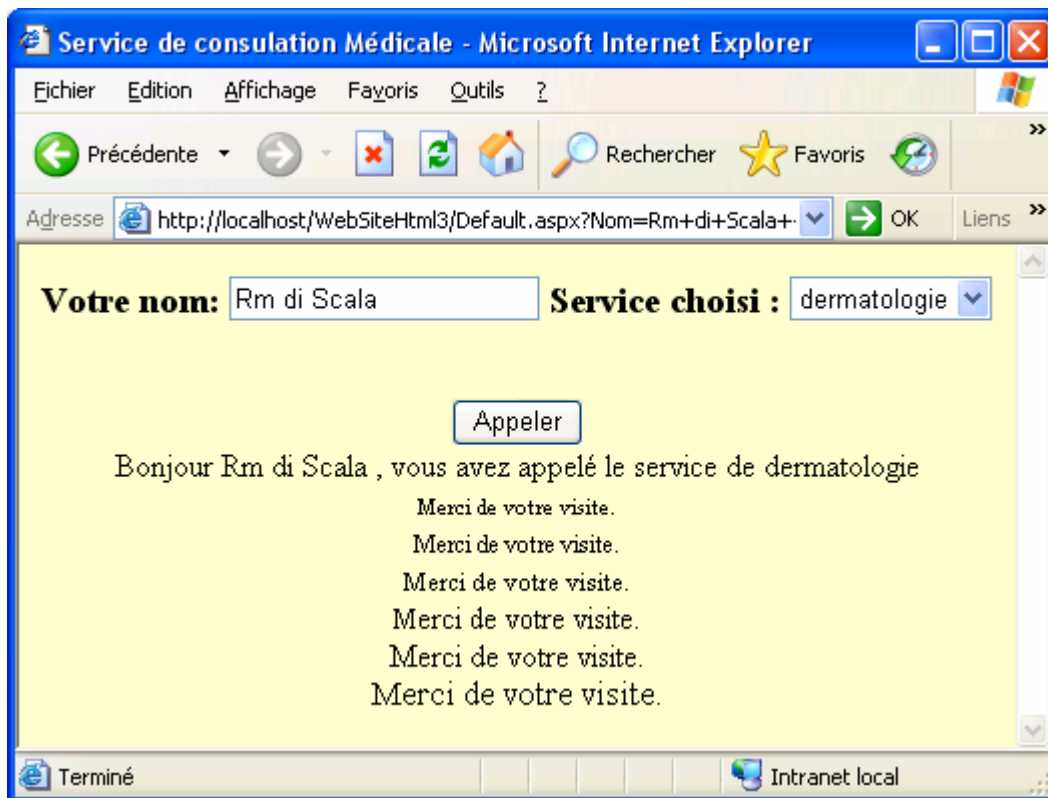 Service de consulation Médicale - Microsoft Internet Explorer
Fichier Edition Affichage Favoris Outils ?
Précédente Rechercher Favoris »
Adresse http://localhost/WebSiteHtml3/Default.aspx?Nom=Rm+di+Scala+ OK Liens »
Votre nom: Rm di Scala Service choisi : dermatologie
Appeler
Bonjour Rm di Scala , vous avez appelé le service de dermatologie
Merci de votre visite.
Merci de votre visite.
Merci de votre visite.
Merci de votre visite.
Merci de votre visite.
Merci de votre visite.
Terminé Intranet local